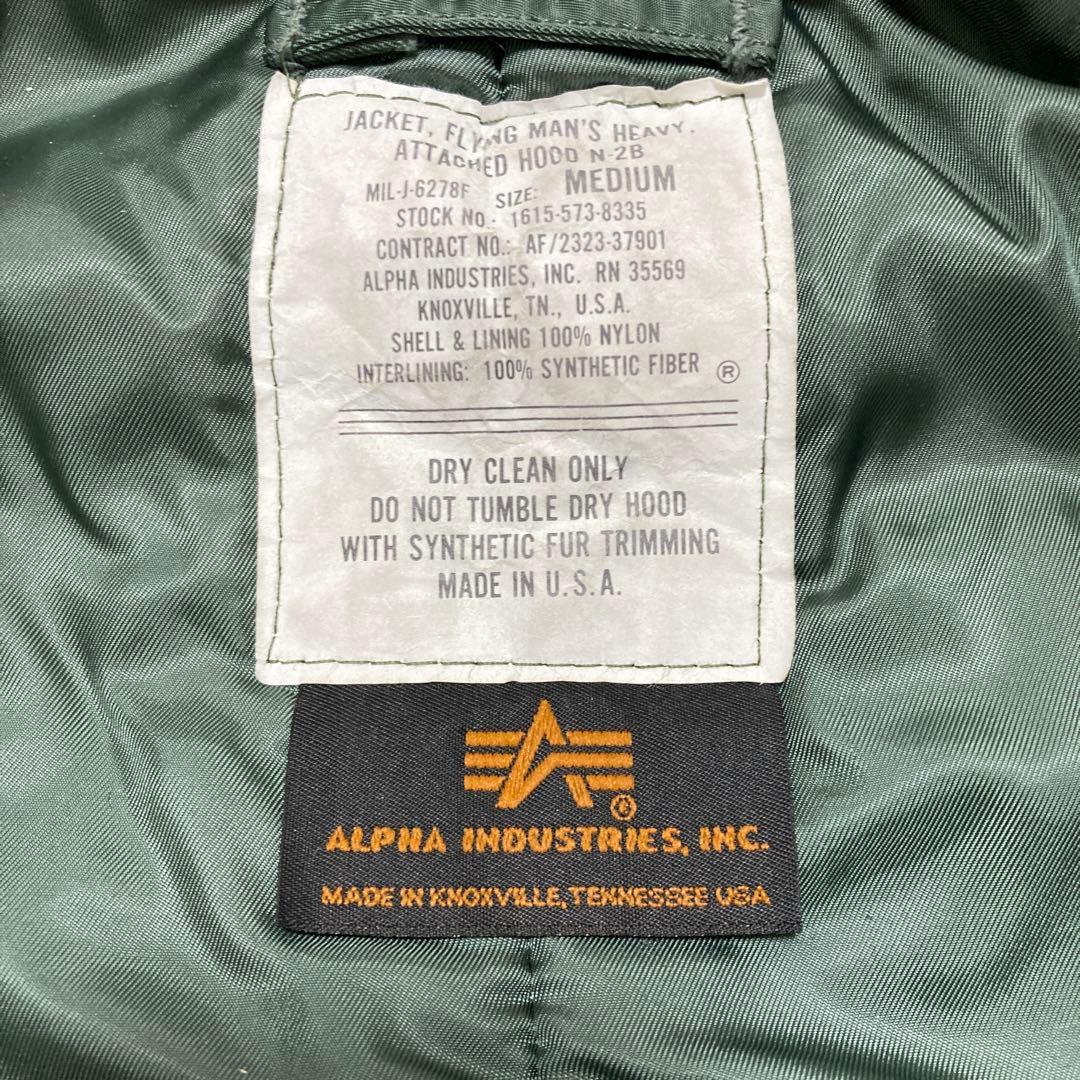 JACKET, FLYING MAN'S HEAVY,
ATTACHED HOOD N-2B
MIL-J-6278F SIZE: MEDIUM
STOCK No. 1615-573-8335
CONTRACT NO.: AF/2323-37901
ALPHA INDUSTRIES, INC. RN 35569
KNOXVILLE, TN., U.S.A.
SHELL & LINING 100% NYLON
INTERLINING: 100% SYNTHETIC FIBER ®
DRY CLEAN ONLY
DO NOT TUMBLE DRY HOOD
WITH SYNTHETIC FUR TRIMMING
MADE IN U.S.A.
®
ALPHA INDUSTRIES, INC.
MADE IN KNOXVILLE, TENNESSEE USA